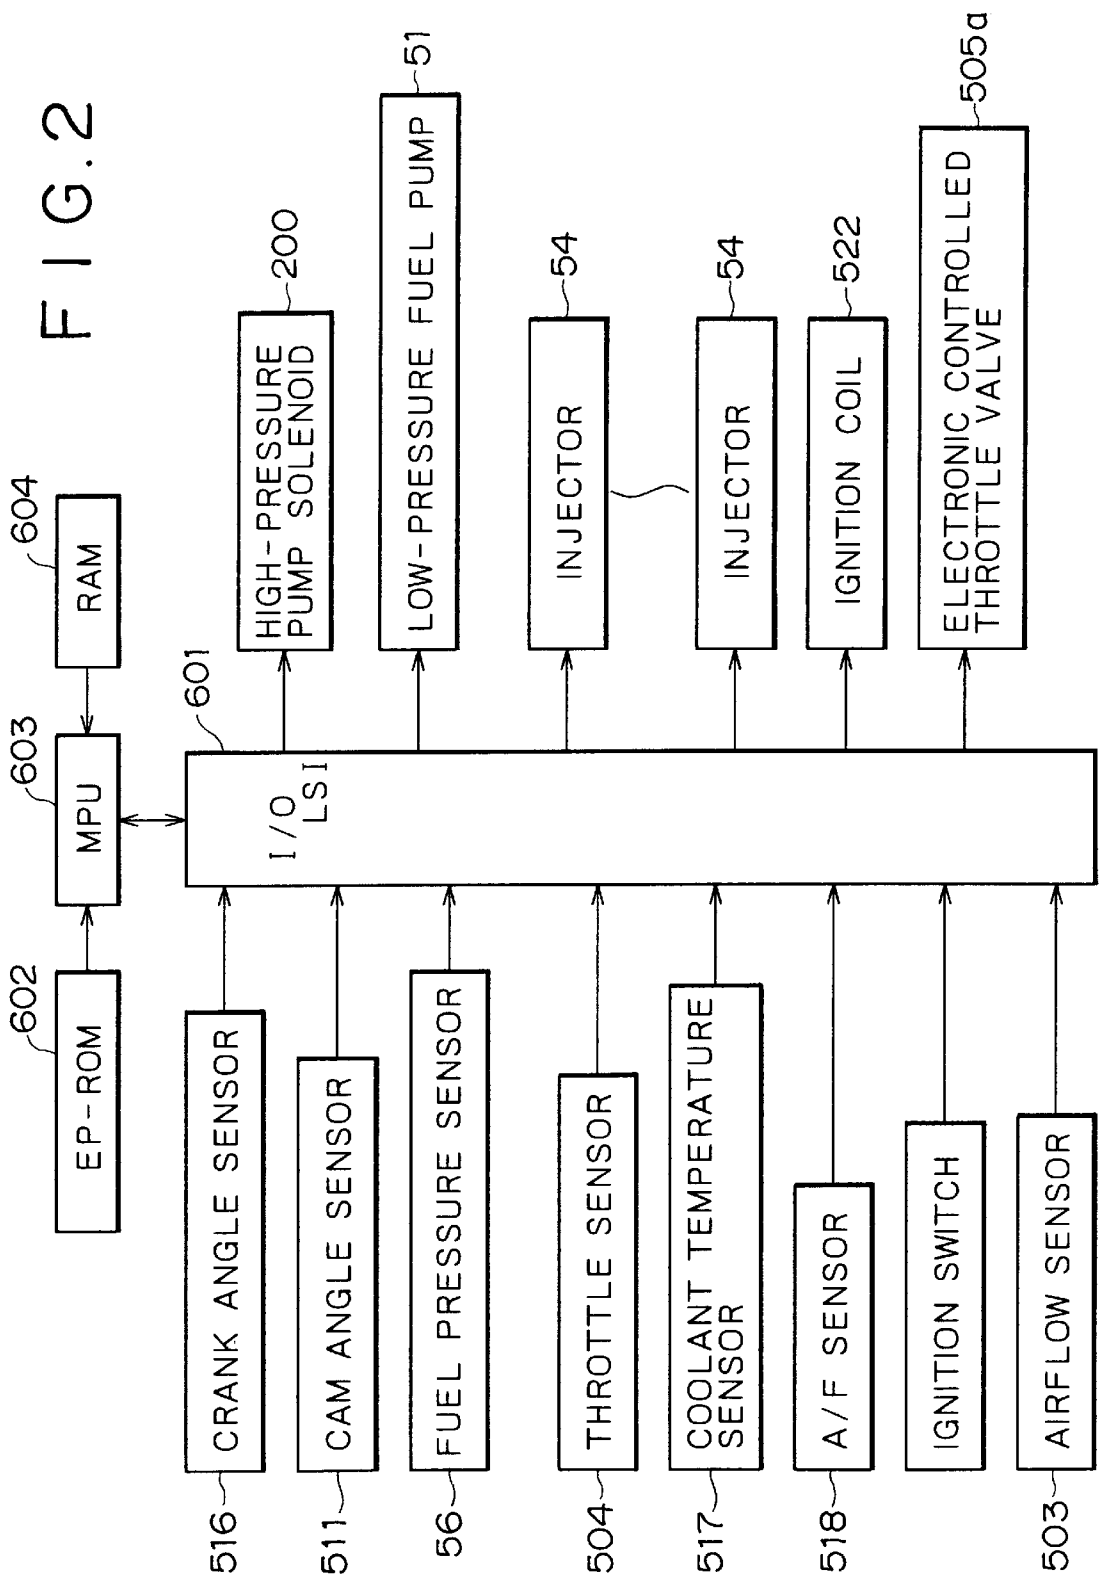 FIG.2
602
603
604
EP-ROM
MPU
RAM
601
I/O
LSI
516
CRANK ANGLE SENSOR
511
CAM ANGLE SENSOR
56
FUEL PRESSURE SENSOR
504
THROTTLE SENSOR
517
COOLANT TEMPERATURE
SENSOR
518
A/F SENSOR
IGNITION SWITCH
503
AIRFLOW SENSOR
HIGH-PRESSURE
PUMP SOLENOID
200
LOW-PRESSURE FUEL PUMP
51
INJECTOR
54
INJECTOR
54
IGNITION COIL
522
ELECTRONIC CONTROLLED
THROTTLE VALVE
505a